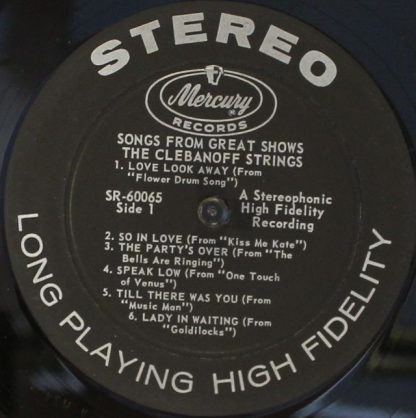 STEREO
Mercury
RECORDS
SONGS FROM GREAT SHOWS
THE CLEBANOFF STRINGS
1. LOVE LOOK AWAY (From
"Flower Drum Song")
SR-60065
Side 1
A Stereophonic
High Fidelity
Recording
2. SO IN LOVE (From "Kiss Me Kate")
3. THE PARTY'S OVER (From "The
Bells Are Ringing")
4. SPEAK LOW (From "One Touch
of Venus")
5. TILL THERE WAS YOU (From
"Music Man")
6. LADY IN WAITING (From
"Goldilocks")
LONG PLAYING HIGH FIDELITY